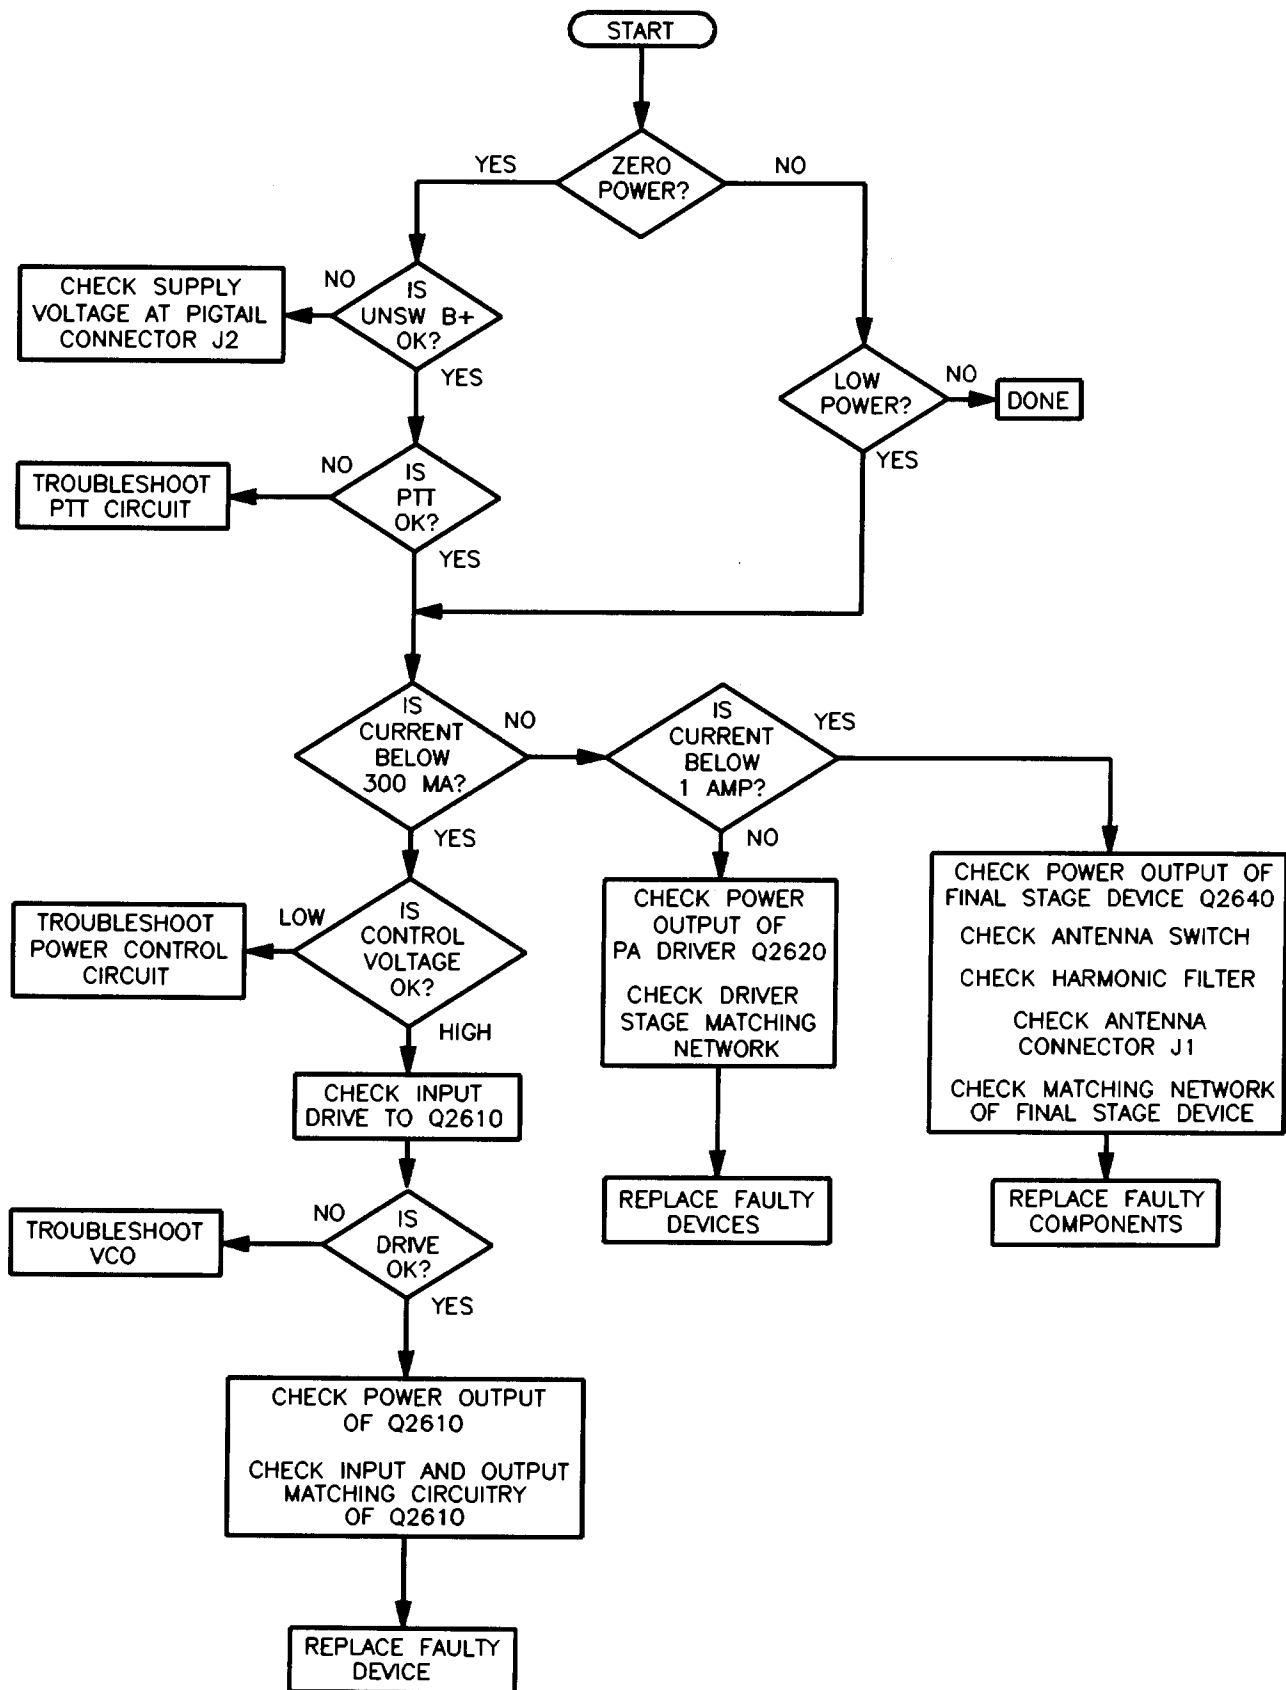 START
YES
ZERO
POWER?
NO
CHECK SUPPLY
VOLTAGE AT PIGTAIL
CONNECTOR J2
NO
IS
UNSW B+
OK?
YES
LOW
POWER?
NO
DONE
YES
TROUBLESHOOT
PTT CIRCUIT
NO
IS
PTT
OK?
YES
IS
CURRENT
BELOW
300 MA?
NO
YES
IS
CURRENT
BELOW
1 AMP?
YES
NO
TROUBLESHOOT
POWER CONTROL
CIRCUIT
LOW
IS
CONTROL
VOLTAGE
OK?
HIGH
CHECK POWER
OUTPUT OF
PA DRIVER Q2620
CHECK DRIVER
STAGE MATCHING
NETWORK
CHECK POWER OUTPUT OF
FINAL STAGE DEVICE Q2640
CHECK ANTENNA SWITCH
CHECK HARMONIC FILTER
CHECK ANTENNA
CONNECTOR J1
CHECK MATCHING NETWORK
OF FINAL STAGE DEVICE
CHECK INPUT
DRIVE TO Q2610
REPLACE FAULTY
DEVICES
REPLACE FAULTY
COMPONENTS
TROUBLESHOOT
VCO
NO
IS
DRIVE
OK?
YES
CHECK POWER OUTPUT
OF Q2610
CHECK INPUT AND OUTPUT
MATCHING CIRCUITRY
OF Q2610
REPLACE FAULTY
DEVICE